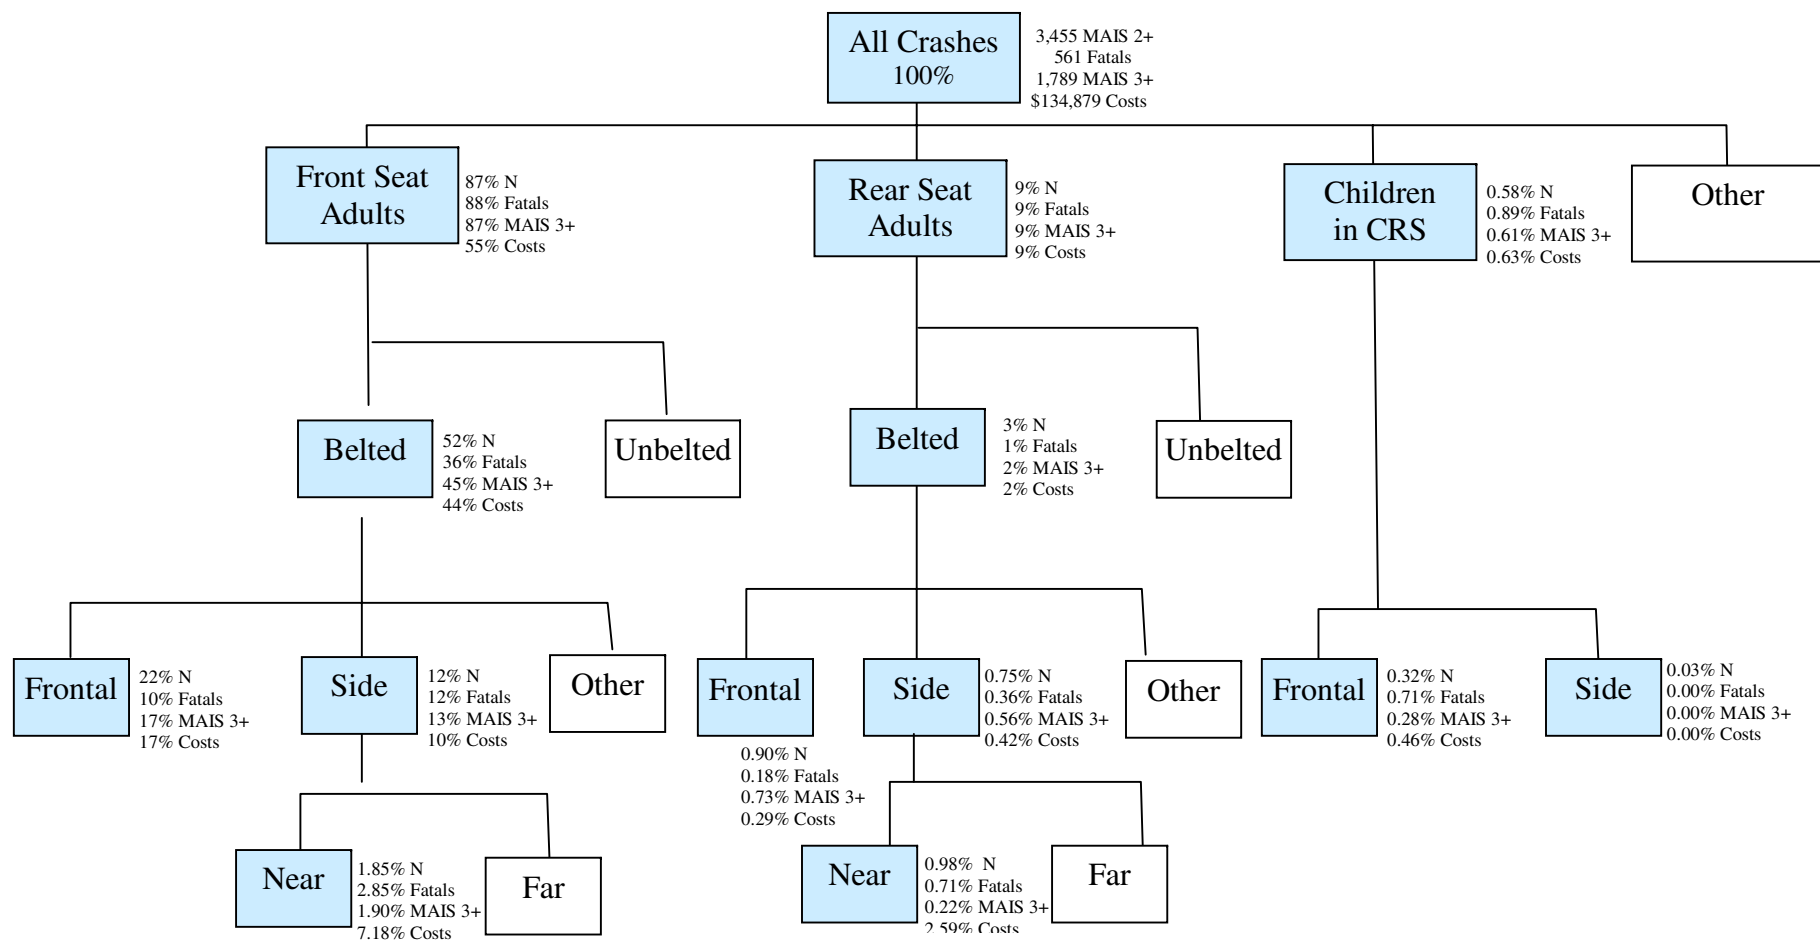 All Crashes
100%
3,455 MAIS 2+
561 Fatals
1,789 MAIS 3+
$134,879 Costs
Front Seat
Adults
87% N
88% Fatals
87% MAIS 3+
55% Costs
Rear Seat
Adults
9% N
9% Fatals
9% MAIS 3+
9% Costs
Children
in CRS
0.58% N
0.89% Fatals
0.61% MAIS 3+
0.63% Costs
Other
Belted
52% N
36% Fatals
45% MAIS 3+
44% Costs
Unbelted
Belted
3% N
1% Fatals
2% MAIS 3+
2% Costs
Unbelted
Frontal
22% N
10% Fatals
17% MAIS 3+
17% Costs
Side
12% N
12% Fatals
13% MAIS 3+
10% Costs
Other
Frontal
0.90% N
0.18% Fatals
0.73% MAIS 3+
0.29% Costs
Side
0.75% N
0.36% Fatals
0.56% MAIS 3+
0.42% Costs
Other
Frontal
0.32% N
0.71% Fatals
0.28% MAIS 3+
0.46% Costs
Side
0.03% N
0.00% Fatals
0.00% MAIS 3+
0.00% Costs
Near
1.85% N
2.85% Fatals
1.90% MAIS 3+
7.18% Costs
Far
Near
0.98% N
0.71% Fatals
0.22% MAIS 3+
2.59% Costs
Far